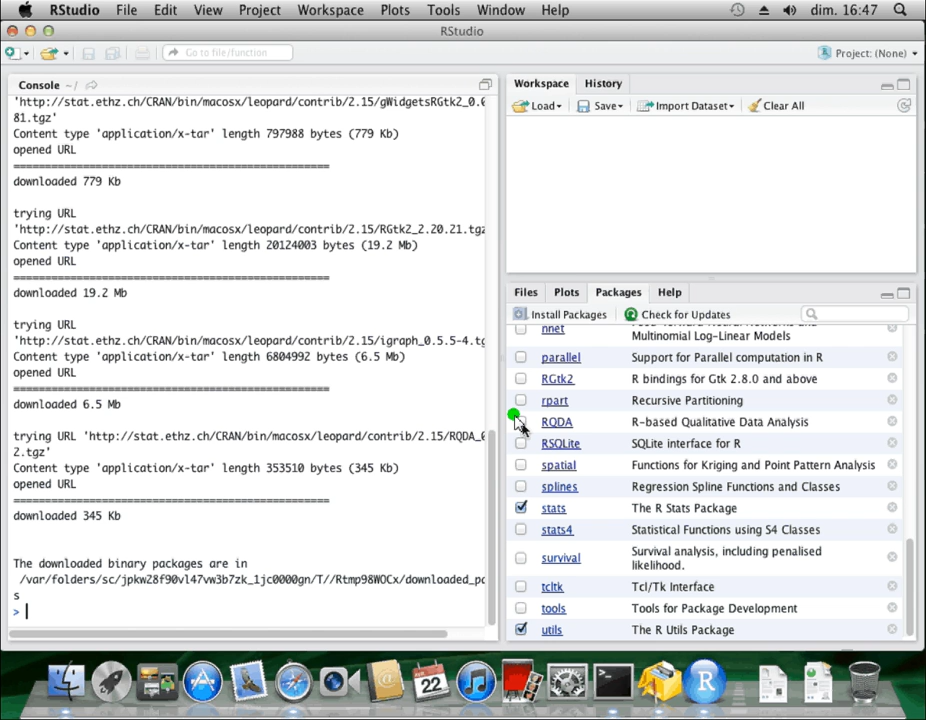 RStudio File Edit View Project Workspace Plots Tools Window Help dim. 16:47
RStudio
Go to file/function
Project: (None)
Console ~/
'http://stat.ethz.ch/CRAN/bin/macosx/leopard/contrib/2.15/gWidgetsRGtk2_0.0
81.tgz'
Content type 'application/x-tar' length 797988 bytes (779 Kb)
opened URL
==================================================
downloaded 779 Kb
trying URL
'http://stat.ethz.ch/CRAN/bin/macosx/leopard/contrib/2.15/RGtk2_2.20.21.tgz
Content type 'application/x-tar' length 20124003 bytes (19.2 Mb)
opened URL
==================================================
downloaded 19.2 Mb
trying URL
'http://stat.ethz.ch/CRAN/bin/macosx/leopard/contrib/2.15/igraph_0.5.5-4.tg
Content type 'application/x-tar' length 6804992 bytes (6.5 Mb)
opened URL
==================================================
downloaded 6.5 Mb
trying URL 'http://stat.ethz.ch/CRAN/bin/macosx/leopard/contrib/2.15/RQDA_0
2.tgz'
Content type 'application/x-tar' length 353510 bytes (345 Kb)
opened URL
==================================================
downloaded 345 Kb
The downloaded binary packages are in
/var/folders/sc/jpkw28f90vl47vw3b7zk_1jc0000gn/T//Rtmp98WOCx/downloaded_pa
s
>
Workspace History
Load Save Import Dataset Clear All
Files Plots Packages Help
Install Packages Check for Updates
nnet Feed-forward Neural Networks and
Multinomial Log-Linear Models
parallel Support for Parallel computation in R
RGtk2 R bindings for Gtk 2.8.0 and above
rpart Recursive Partitioning
RQDA R-based Qualitative Data Analysis
RSQLite SQLite interface for R
spatial Functions for Kriging and Point Pattern Analysis
splines Regression Spline Functions and Classes
stats The R Stats Package
stats4 Statistical Functions using S4 Classes
survival Survival analysis, including penalised
likelihood.
tcltk Tcl/Tk Interface
tools Tools for Package Development
utils The R Utils Package
22
R